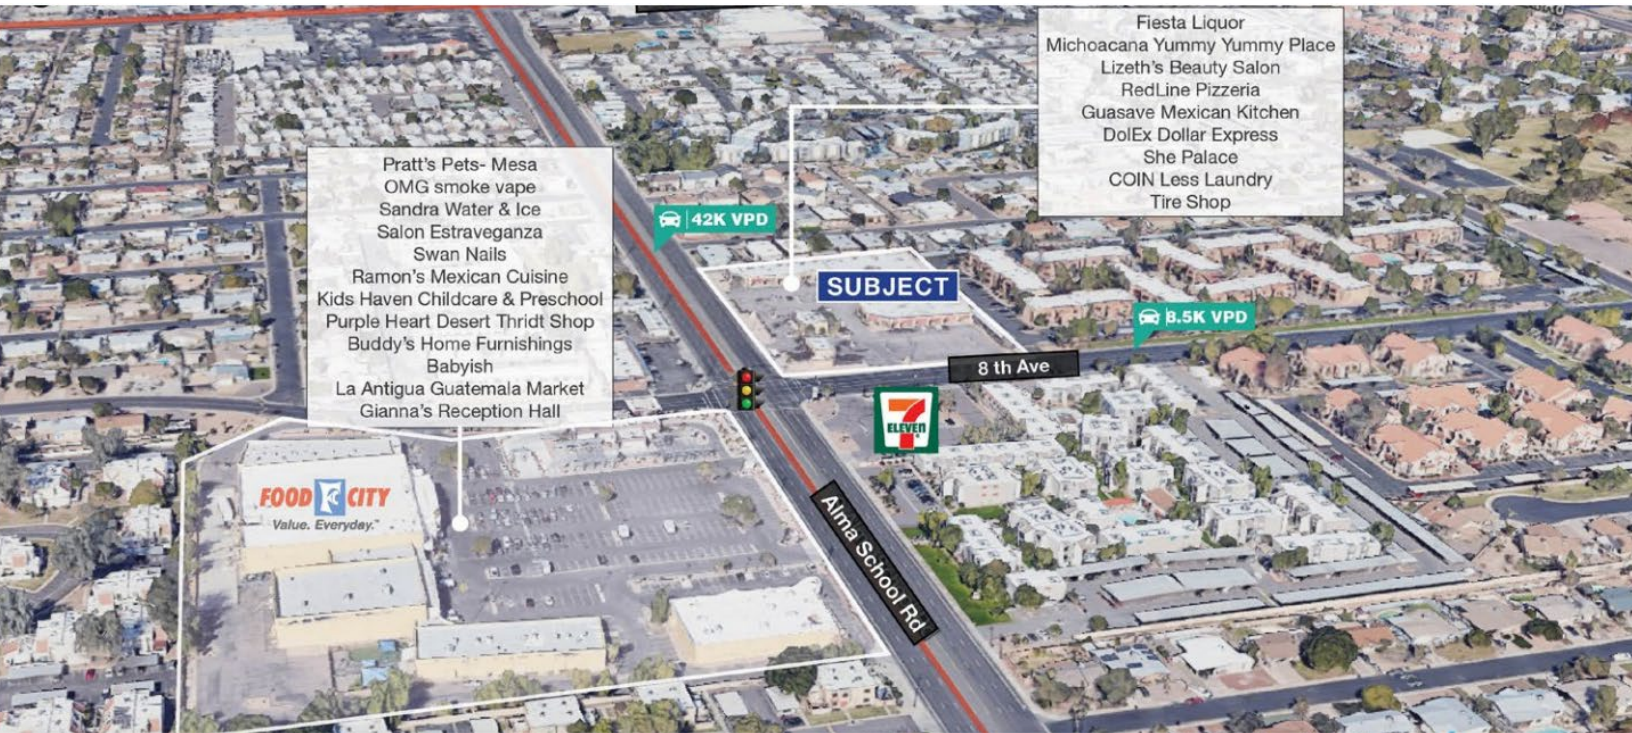 Fiesta Liquor
Michoacana Yummy Yummy Place
Lizeth's Beauty Salon
RedLine Pizzeria
Guasave Mexican Kitchen
DolEx Dollar Express
She Palace
COIN Less Laundry
Tire Shop
Pratt's Pets- Mesa
OMG smoke vape
Sandra Water & Ice
Salon Estraveganza
Swan Nails
Ramon's Mexican Cuisine
Kids Haven Childcare & Preschool
Purple Heart Desert Thridt Shop
Buddy's Home Furnishings
Babyish
La Antigua Guatemala Market
Gianna's Reception Hall
42K VPD
SUBJECT
8.5K VPD
8 th Ave
7
ELEVEN
FOOD CITY
Value. Everyday.™
Alma School Rd